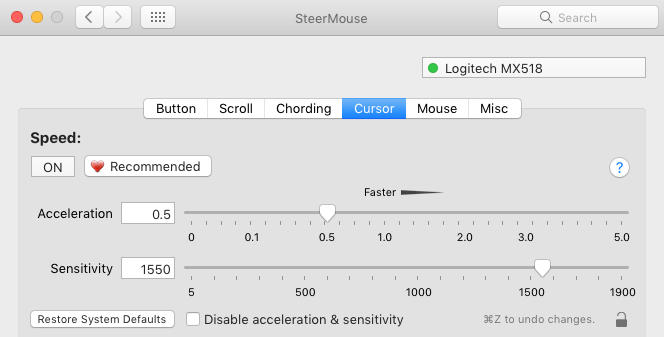 SteerMouse
Search
Logitech MX518
Button Scroll Chording Cursor Mouse Misc
Speed:
ON Recommended ?
Faster
Acceleration 0.5
0 0.1 0.5 1.0 2.0 3.0 5.0
Sensitivity 1550
5 500 1000 1500 1900
Restore System Defaults Disable acceleration & sensitivity ⌘Z to undo changes.